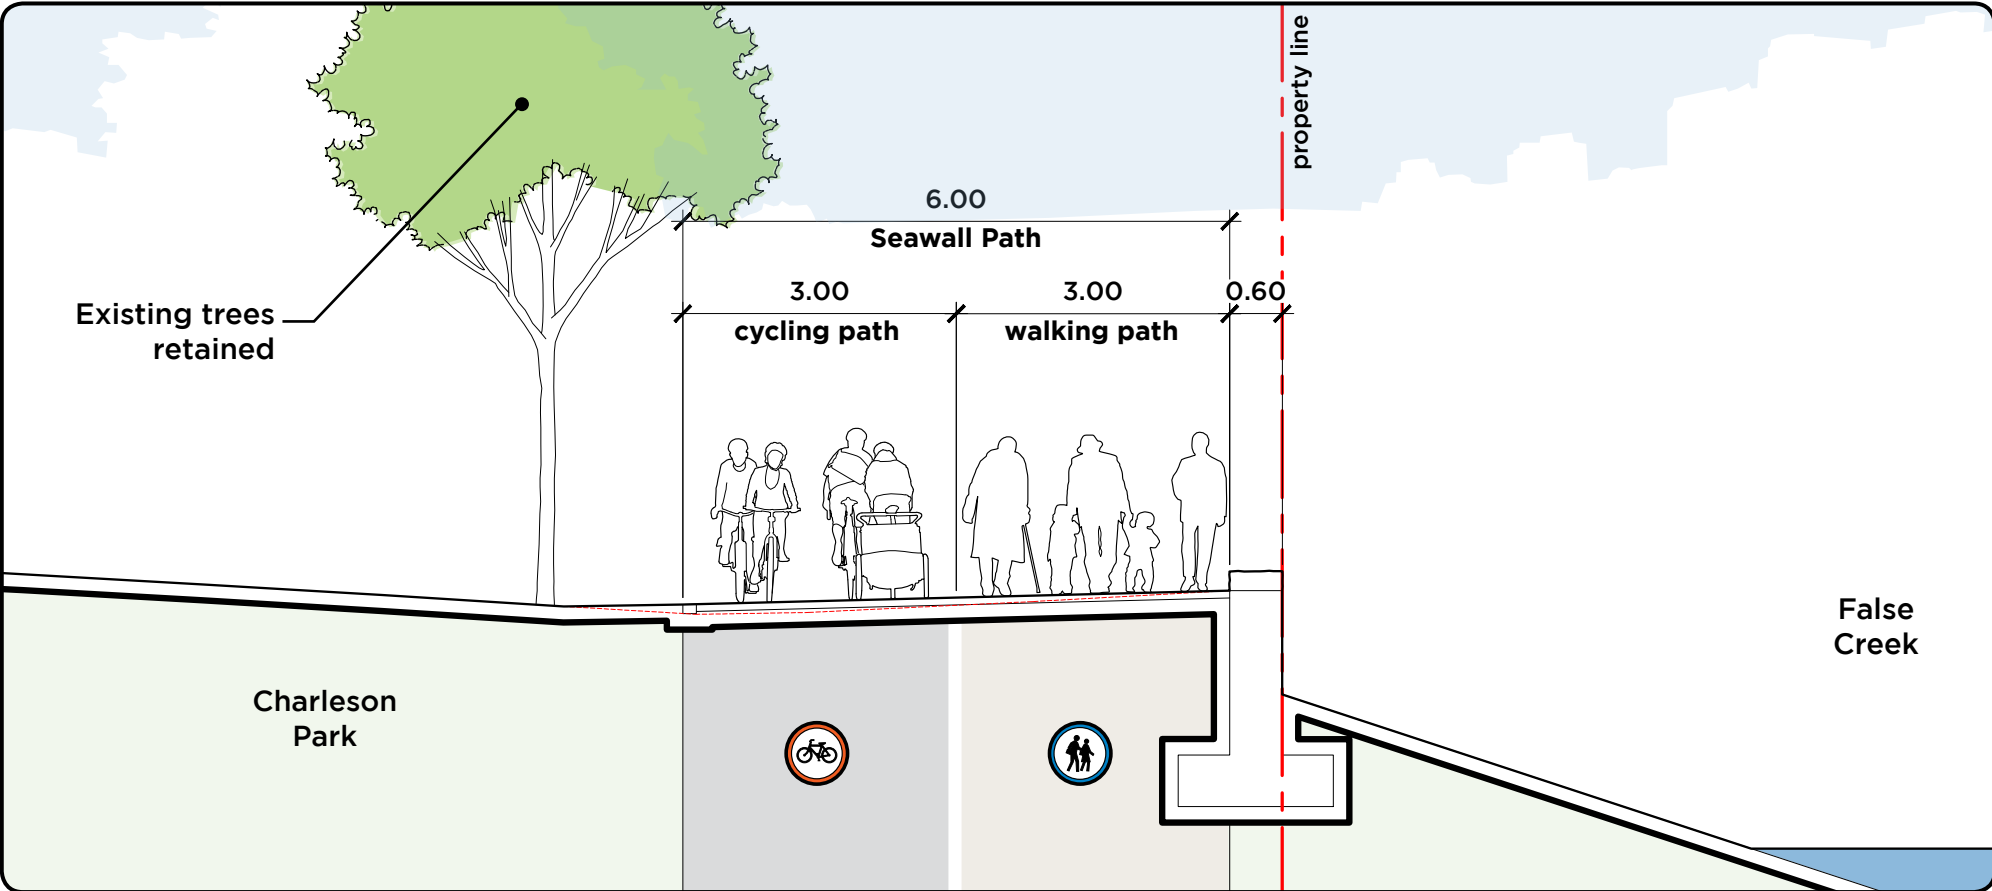 property line
6.00
Seawall Path
3.00
3.00
0.60
cycling path
walking path
Existing trees
retained
False
Creek
Charleson
Park